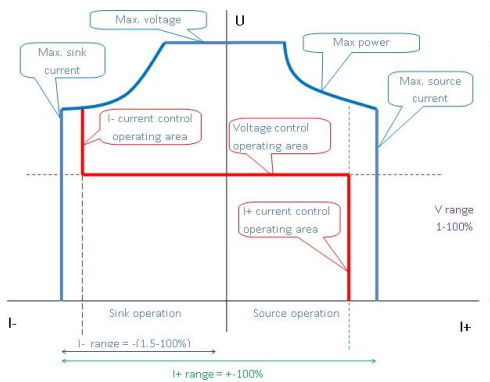 Max. voltage
U
Max. sink
current
Max power
Max. source
current
I- current control
operating area
Voltage control
operating area
I+ current control
operating area
V range
1-100%
Sink operation
Source operation
I-
I+
I- range = -(1.5-100%)
I+ range = +-100%